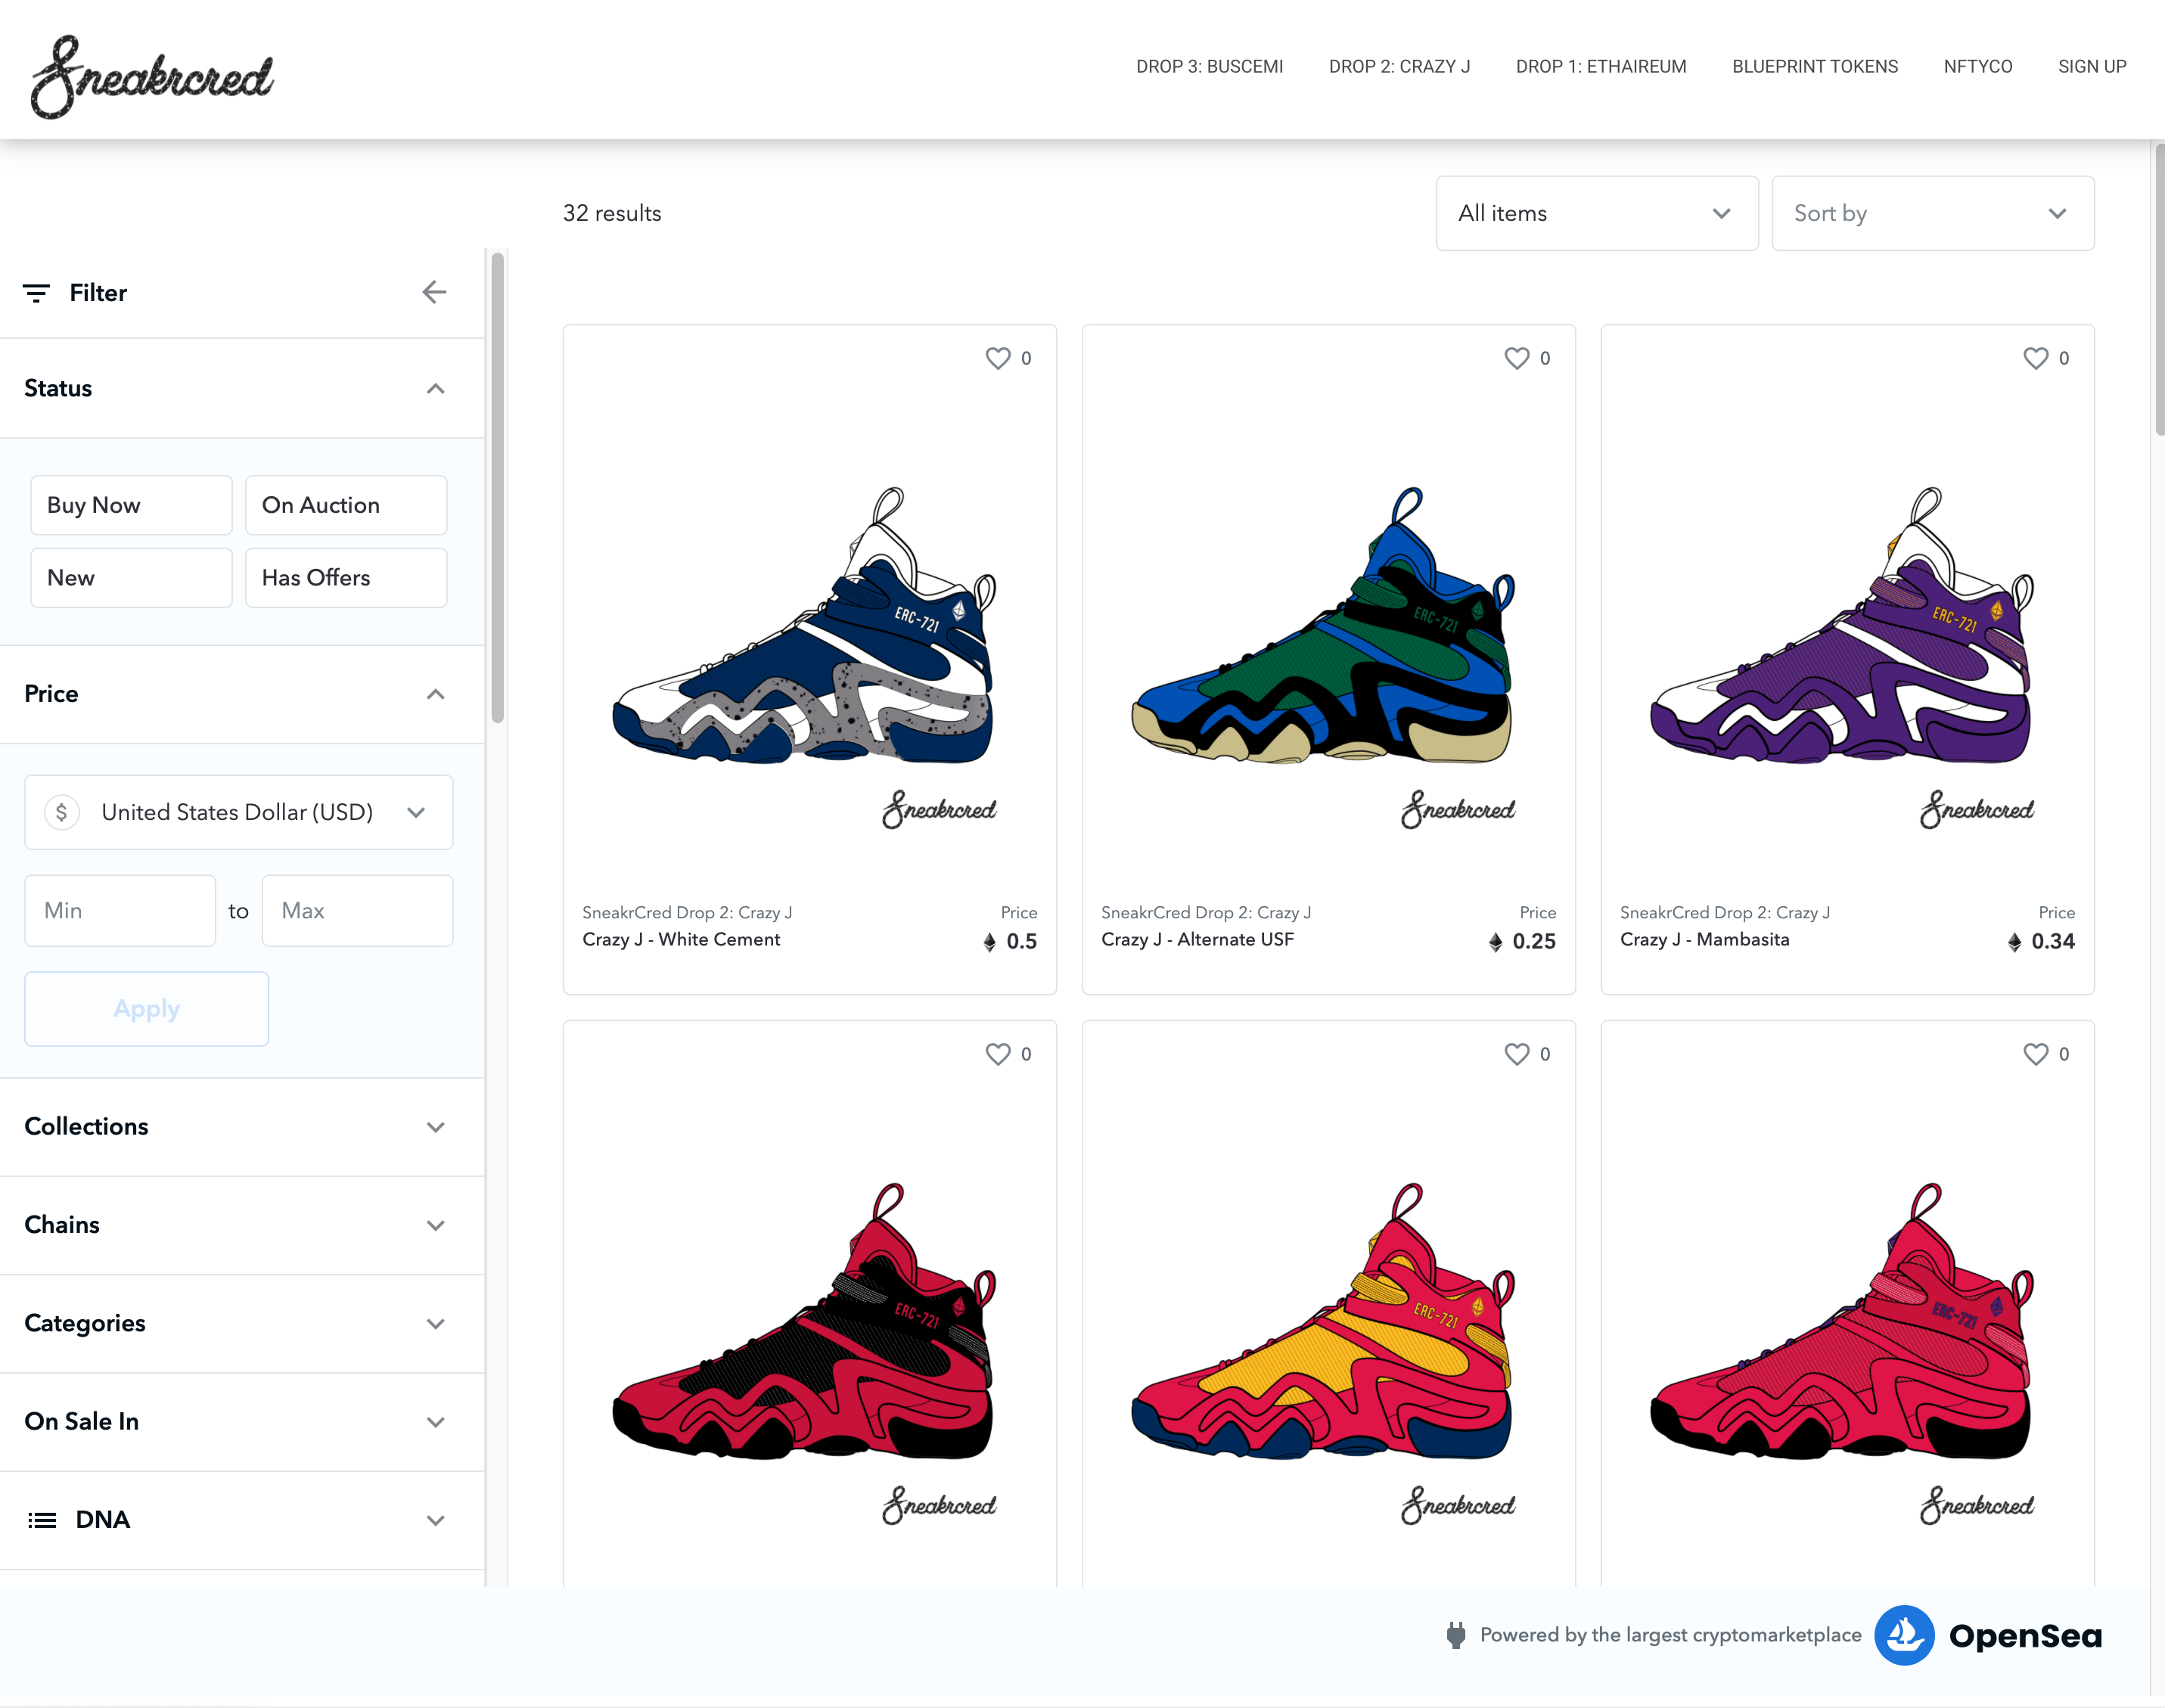 Sneakrcred
DROP 3: BUSCEMI DROP 2: CRAZY J DROP 1: ETHAIREUM BLUEPRINT TOKENS NFTYCO SIGN UP
32 results
All items
Sort by
Filter
Status
Buy Now
On Auction
New
Has Offers
Price
$ United States Dollar (USD)
Min to Max
Apply
Collections
Chains
Categories
On Sale In
DNA
0
ERC-721
Sneakrcred
SneakrCred Drop 2: Crazy J Price
Crazy J - White Cement 0.5
0
ERC-721
Sneakrcred
SneakrCred Drop 2: Crazy J Price
Crazy J - Alternate USF 0.25
0
ERC-721
Sneakrcred
SneakrCred Drop 2: Crazy J Price
Crazy J - Mambasita 0.34
0
ERC-721
Sneakrcred
0
ERC-721
Sneakrcred
0
ERC-721
Sneakrcred
Powered by the largest cryptomarketplace OpenSea